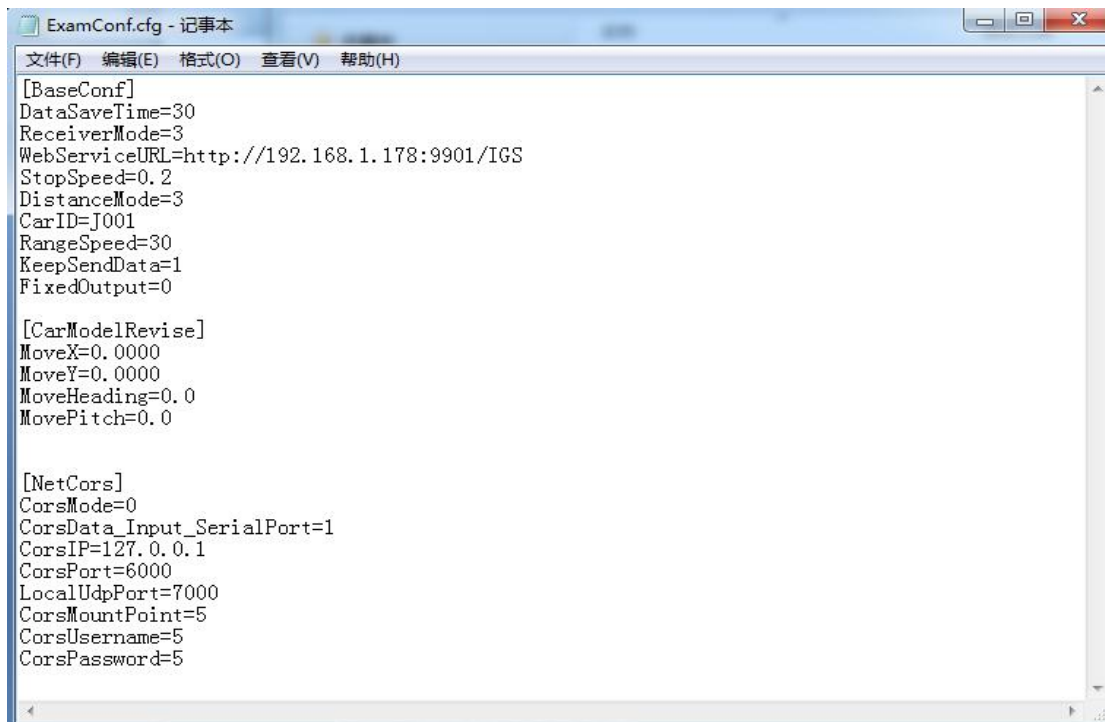 ExamConf.cfg - 记事本
文件(F) 编辑(E) 格式(O) 查看(V) 帮助(H)
[BaseConf]
DataSaveTime=30
ReceiverMode=3
WebServiceURL=http://192.168.1.178:9901/IGS
StopSpeed=0.2
DistanceMode=3
CarID=J001
RangeSpeed=30
KeepSendData=1
FixedOutput=0
[CarModelRevise]
MoveX=0.0000
MoveY=0.0000
MoveHeading=0.0
MovePitch=0.0
[NetCors]
CorsMode=0
CorsData_Input_SerialPort=1
CorsIP=127.0.0.1
CorsPort=6000
LocalUdpPort=7000
CorsMountPoint=5
CorsUsername=5
CorsPassword=5